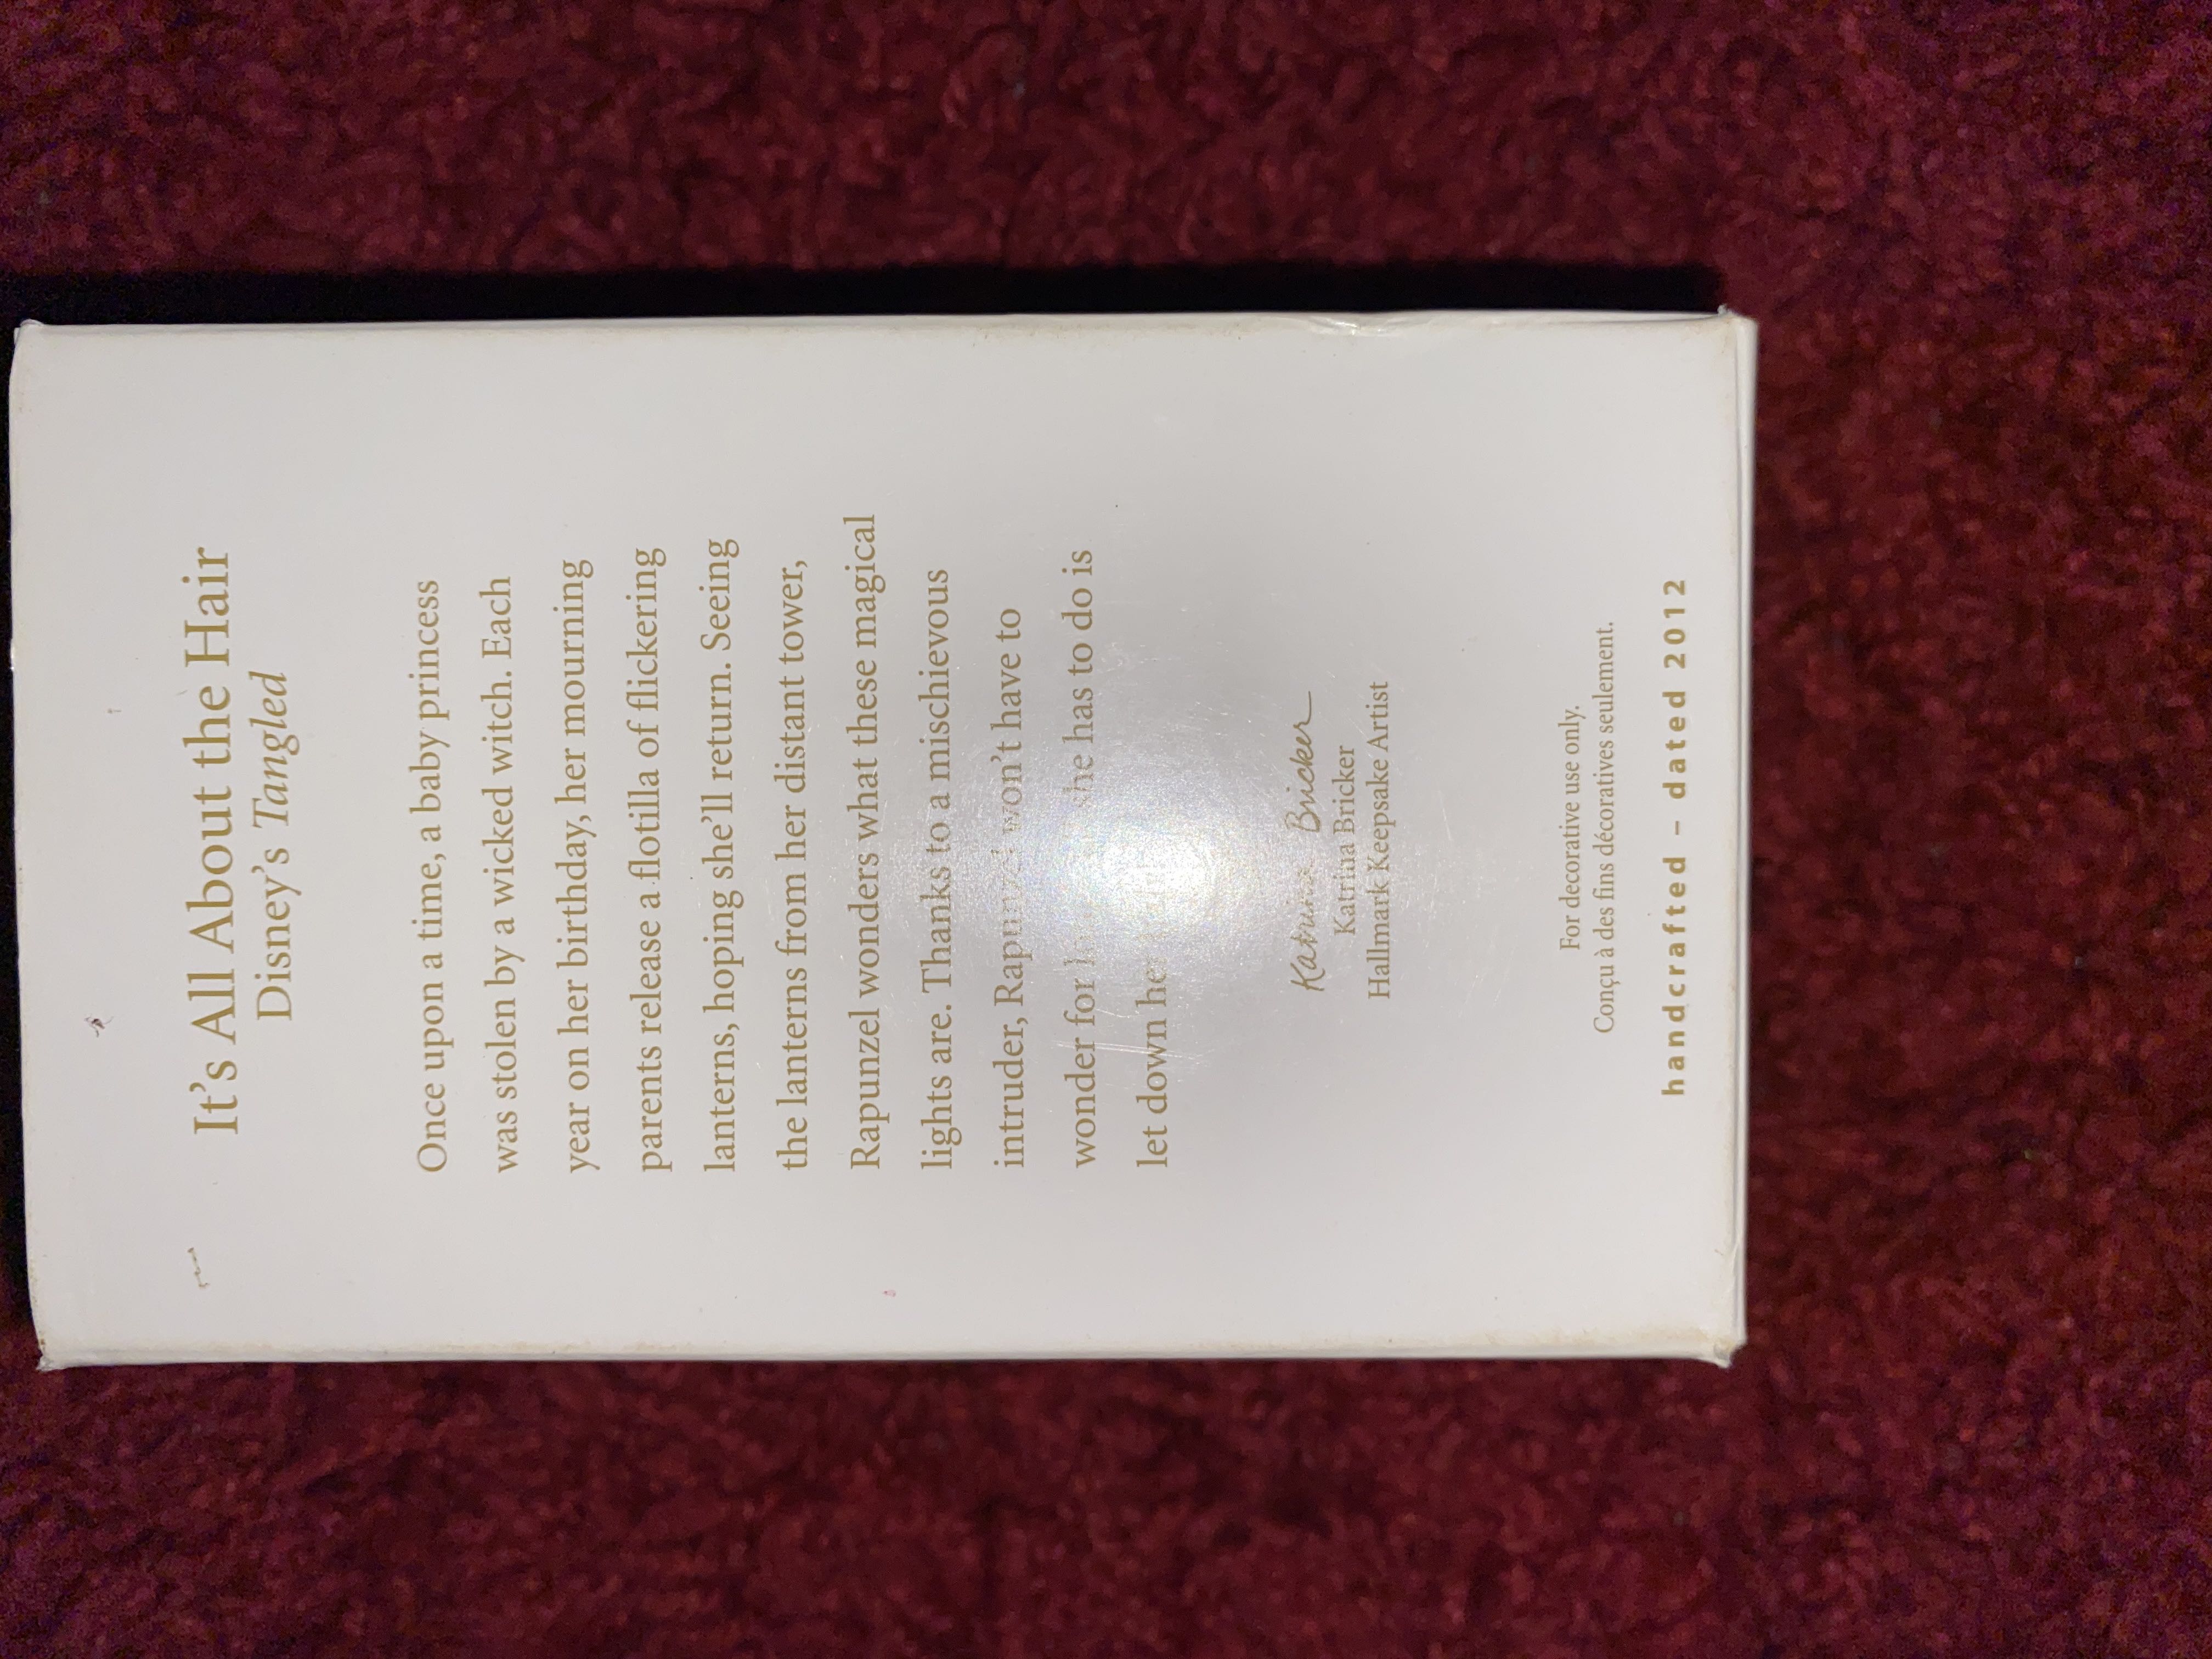 It's All About the Hair
Disney's Tangled
Once upon a time, a baby princess
was stolen by a wicked witch. Each
year on her birthday, her mourning
parents release a flotilla of flickering
lanterns, hoping she'll return. Seeing
the lanterns from her distant tower,
Rapunzel wonders what these magical
lights are. Thanks to a mischievous
intruder, Rapunzel won't have to
wonder for she has to do is
let down her
Katrina Bricker
Katrina Bricker
Hallmark Keepsake Artist
For decorative use only.
Conçu à des fins décoratives seulement.
handcrafted – dated 2012